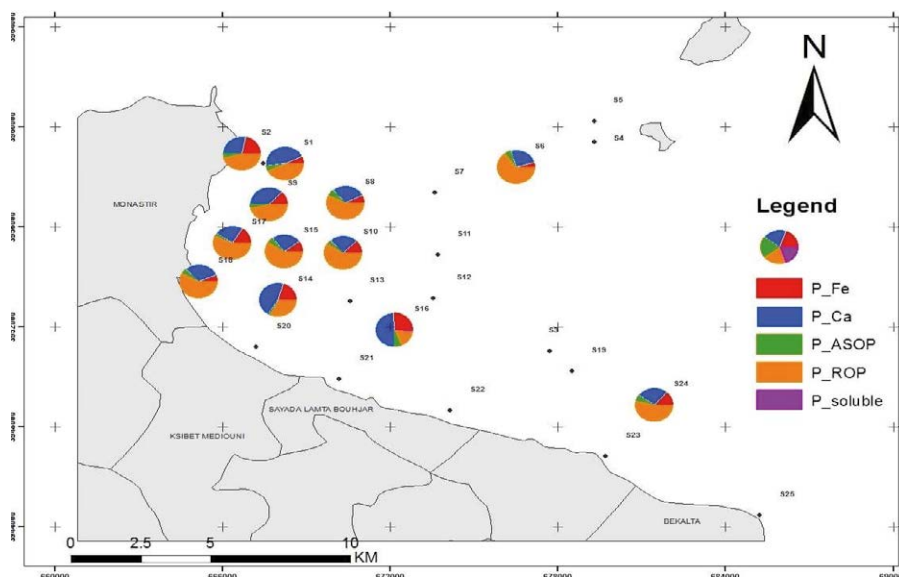 N
S5
S4
S2
S1
S6
S9
S8
S7
MONASTIR
Legend
S17
S15
S10
S11
P_Fe
S18
S14
S13
S12
P_Ca
S16
P_ASOP
S20
S3
P_ROP
S21
S19
S22
S24
P_soluble
SAYADA LAMTA BOUHJAR
KSIBET MEDIOUNI
S23
S25
BEKALTA
0 2.5 5 10
KM